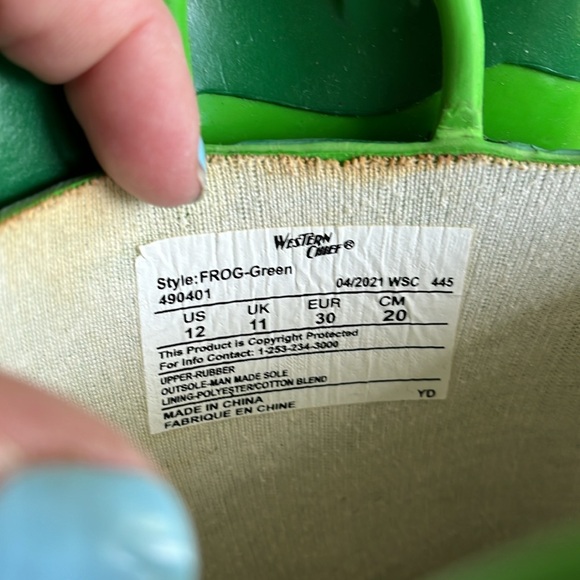 WESTERN
CHIEF®
Style:FROG-Green
490401 04/2021 WSC 445
US UK EUR CM
12 11 30 20
This Product is Copyright Protected
For Info Contact: 1-253-234-3000
UPPER-RUBBER
OUTSOLE-MAN MADE SOLE
LINING-POLYESTER/COTTON BLEND
MADE IN CHINA YD
FABRIQUE EN CHINE